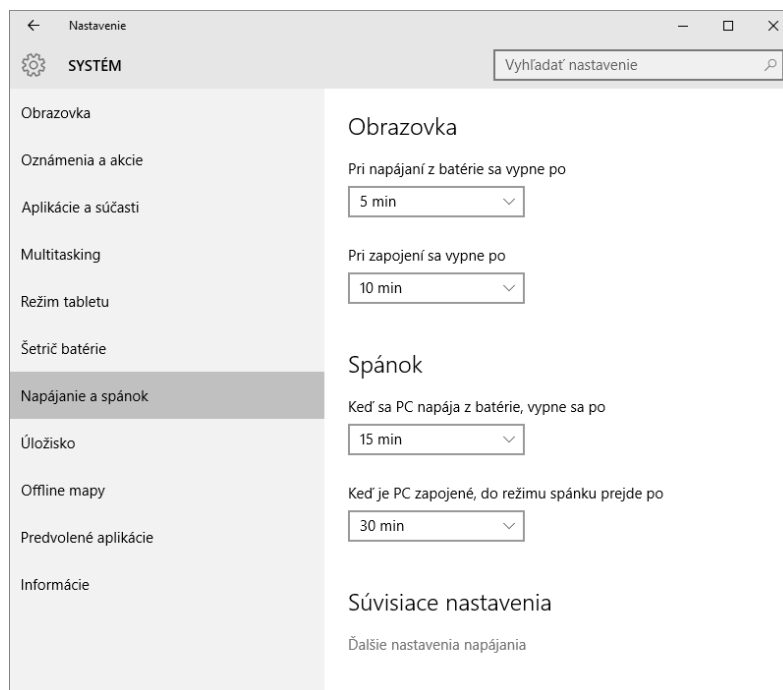 Nastavenie
SYSTÉM
Vyhľadať nastavenie
Obrazovka
Oznámenia a akcie
Aplikácie a súčasti
Multitasking
Režim tabletu
Šetrič batérie
Napájanie a spánok
Úložisko
Offline mapy
Predvolené aplikácie
Informácie
Obrazovka
Pri napájaní z batérie sa vypne po
5 min
Pri zapojení sa vypne po
10 min
Spánok
Keď sa PC napája z batérie, vypne sa po
15 min
Keď je PC zapojené, do režimu spánku prejde po
30 min
Súvisiace nastavenia
Ďalšie nastavenia napájania